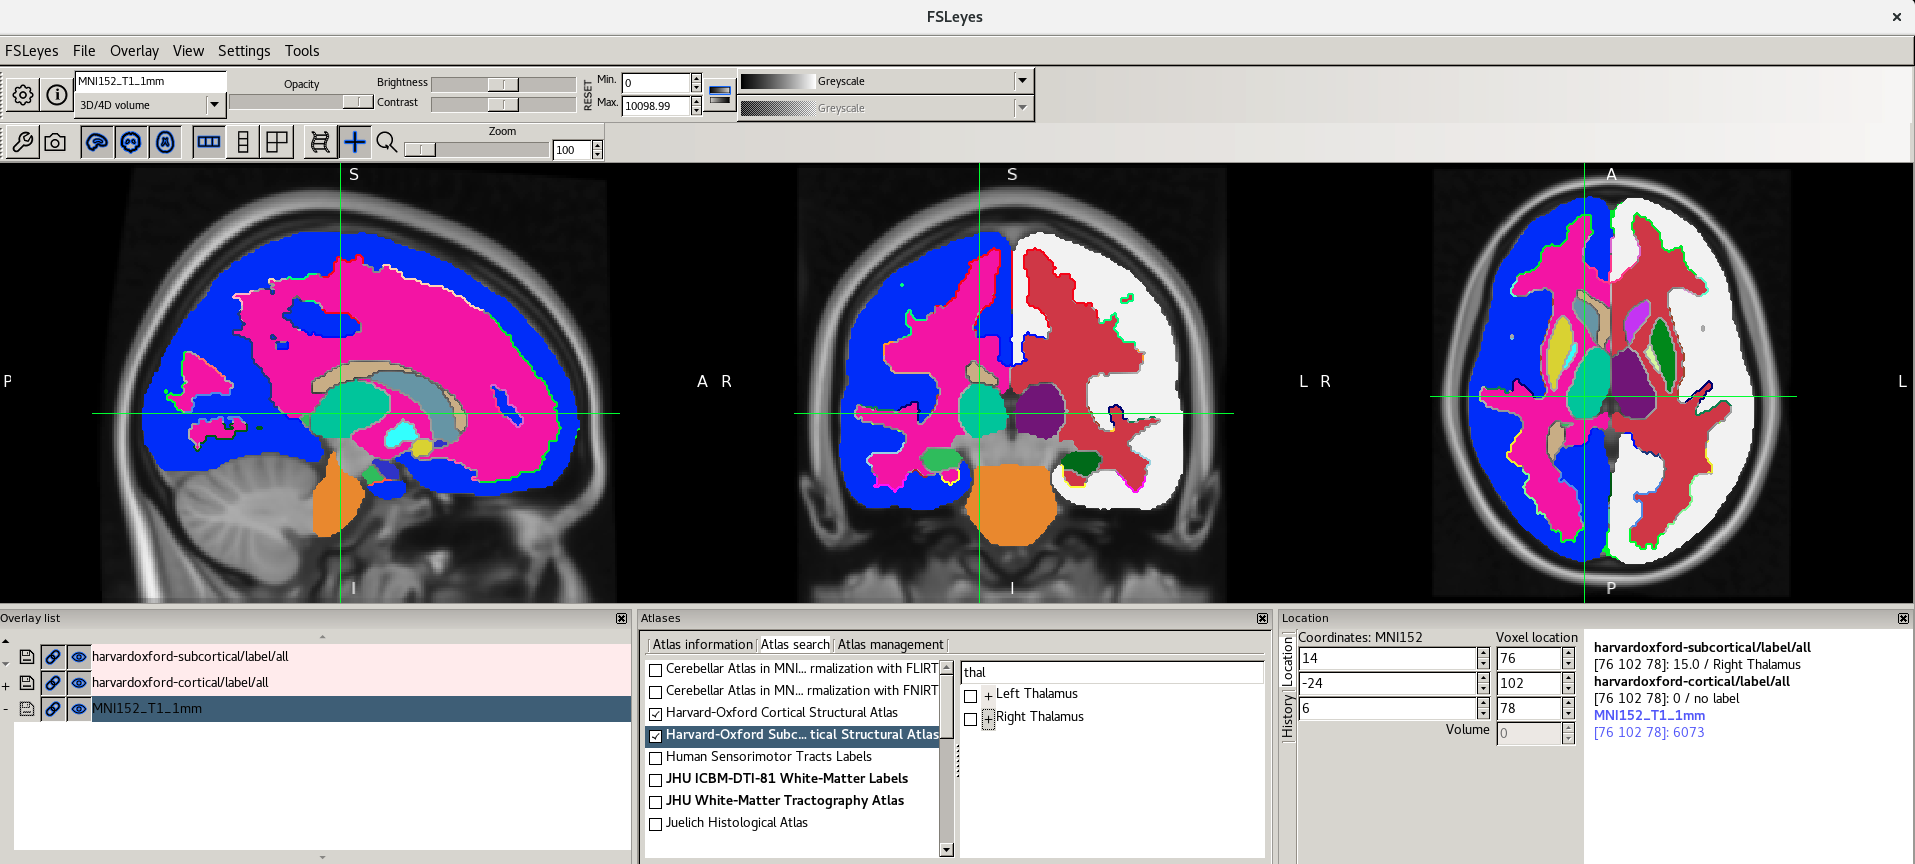 FSLeyes
FSLeyes File Overlay View Settings Tools
MNI152_T1_1mm
3D/4D volume
Opacity
Brightness
Contrast
RESET
Min. 0
Max. 10098.99
Greyscale
Greyscale
Zoom
100
S S A
P A R L R L
I I P
Overlay list
harvardoxford-subcortical/label/all
harvardoxford-cortical/label/all
MNI152_T1_1mm
Atlases
Atlas information Atlas search Atlas management
Cerebellar Atlas in MNI... rmalization with FLIRT
Cerebellar Atlas in MN... rmalization with FNIRT
Harvard-Oxford Cortical Structural Atlas
Harvard-Oxford Subc... tical Structural Atlas
Human Sensorimotor Tracts Labels
JHU ICBM-DTI-81 White-Matter Labels
JHU White-Matter Tractography Atlas
Juelich Histological Atlas
thal
Left Thalamus
Right Thalamus
Location
Location
History
Coordinates: MNI152 Voxel location
14 76
-24 102
6 78
Volume 0
harvardoxford-subcortical/label/all
[76 102 78]: 15.0 / Right Thalamus
harvardoxford-cortical/label/all
[76 102 78]: 0 / no label
MNI152_T1_1mm
[76 102 78]: 6073